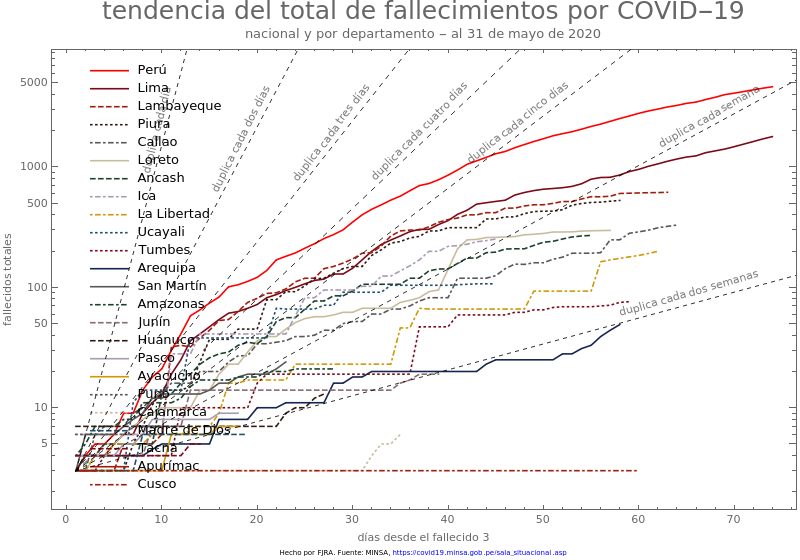 tendencia del total de fallecimientos por COVID−19
nacional y por departamento − al 31 de mayo de 2020
duplica cada día
duplica cada dos días
duplica cada tres días
duplica cada cuatro días
duplica cada cinco días
duplica cada semana
duplica cada dos semanas
Perú
Lima
Lambayeque
Piura
Callao
Loreto
Ancash
Ica
La Libertad
Ucayali
Tumbes
Arequipa
San Martín
Amazonas
Junín
Huánuco
Pasco
Ayacucho
Puno
Cajamarca
Madre de Dios
Tacna
Apurímac
Cusco
fallecidos totales
5000
1000
500
100
50
10
5
0 10 20 30 40 50 60 70
días desde el fallecido 3
Hecho por FJRA. Fuente: MINSA, https://covid19.minsa.gob.pe/sala_situacional.asp